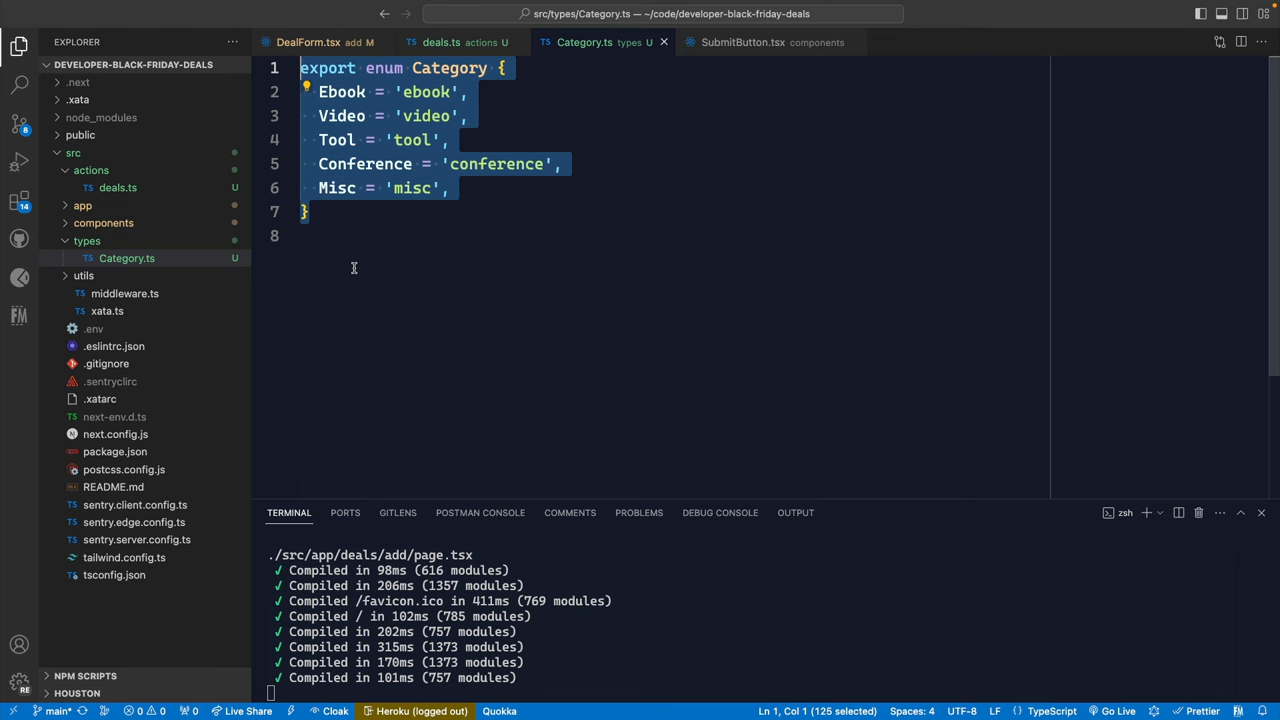 src/types/Category.ts — ~/code/developer-black-friday-deals
EXPLORER
DealForm.tsx add M
deals.ts actions U
Category.ts types U
SubmitButton.tsx components
DEVELOPER-BLACK-FRIDAY-DEALS
.next
.xata
node_modules
public
src
actions
deals.ts U
app
components
types
Category.ts U
utils
middleware.ts
xata.ts
.env
.eslintrc.json
.gitignore
.sentryclirc
.xatarc
next-env.d.ts
next.config.js
package.json
postcss.config.js
README.md
sentry.client.config.ts
sentry.edge.config.ts
sentry.server.config.ts
tailwind.config.ts
tsconfig.json
NPM SCRIPTS
HOUSTON
8
14
FM
RE
1 export enum Category {
2 Ebook = 'ebook',
3 Video = 'video',
4 Tool = 'tool',
5 Conference = 'conference',
6 Misc = 'misc',
7 }
8
TERMINAL PORTS GITLENS POSTMAN CONSOLE COMMENTS PROBLEMS DEBUG CONSOLE OUTPUT
zsh
./src/app/deals/add/page.tsx
✓ Compiled in 98ms (616 modules)
✓ Compiled in 206ms (1357 modules)
✓ Compiled /favicon.ico in 411ms (769 modules)
✓ Compiled / in 102ms (785 modules)
✓ Compiled in 202ms (757 modules)
✓ Compiled in 315ms (1373 modules)
✓ Compiled in 170ms (1373 modules)
✓ Compiled in 101ms (757 modules)
main* 0 0 0 Live Share Cloak Heroku (logged out) Quokka Ln 1, Col 1 (125 selected) Spaces: 4 UTF-8 LF {} TypeScript FM Go Live Prettier